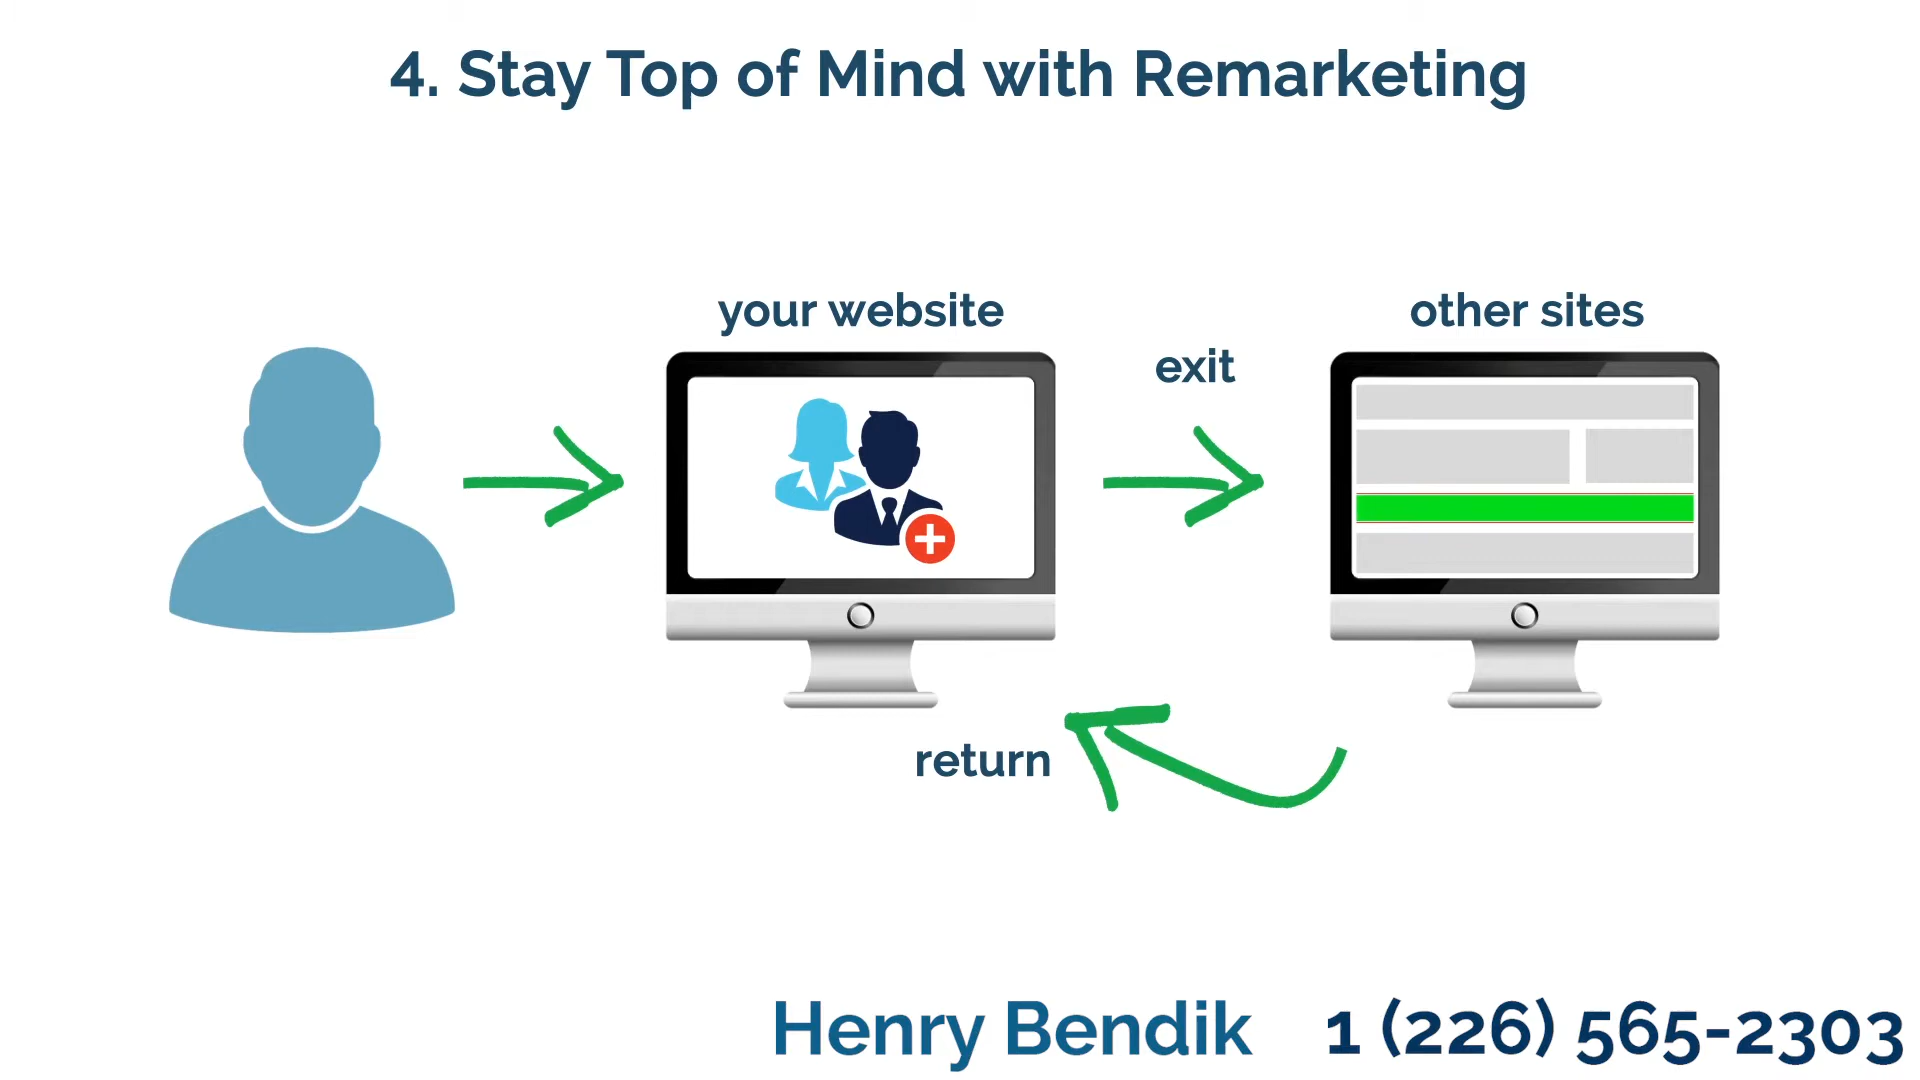 4. Stay Top of Mind with Remarketing
your website
other sites
exit
return
Henry Bendik 1 (226) 565-2303